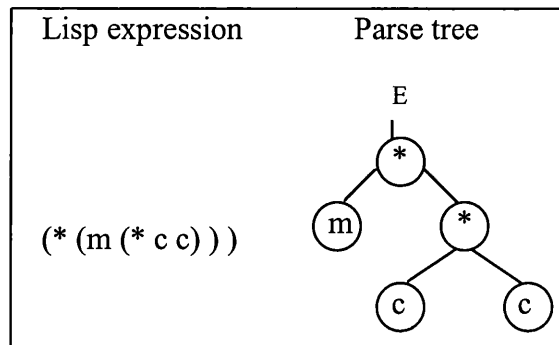 Lisp expression Parse tree
E
*
m *
(* (m (* c c) ) )
c c